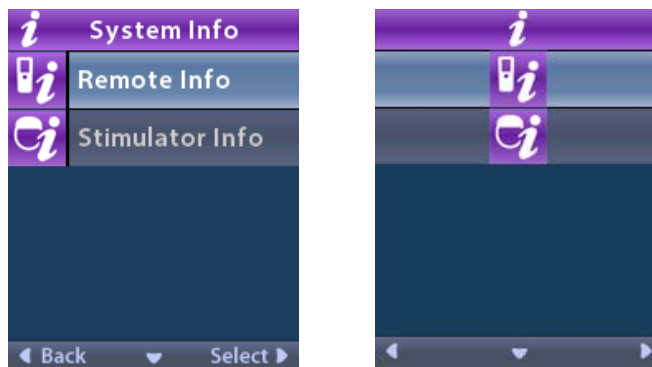 i System Info
Remote Info
Stimulator Info
Back Select
i
i
i